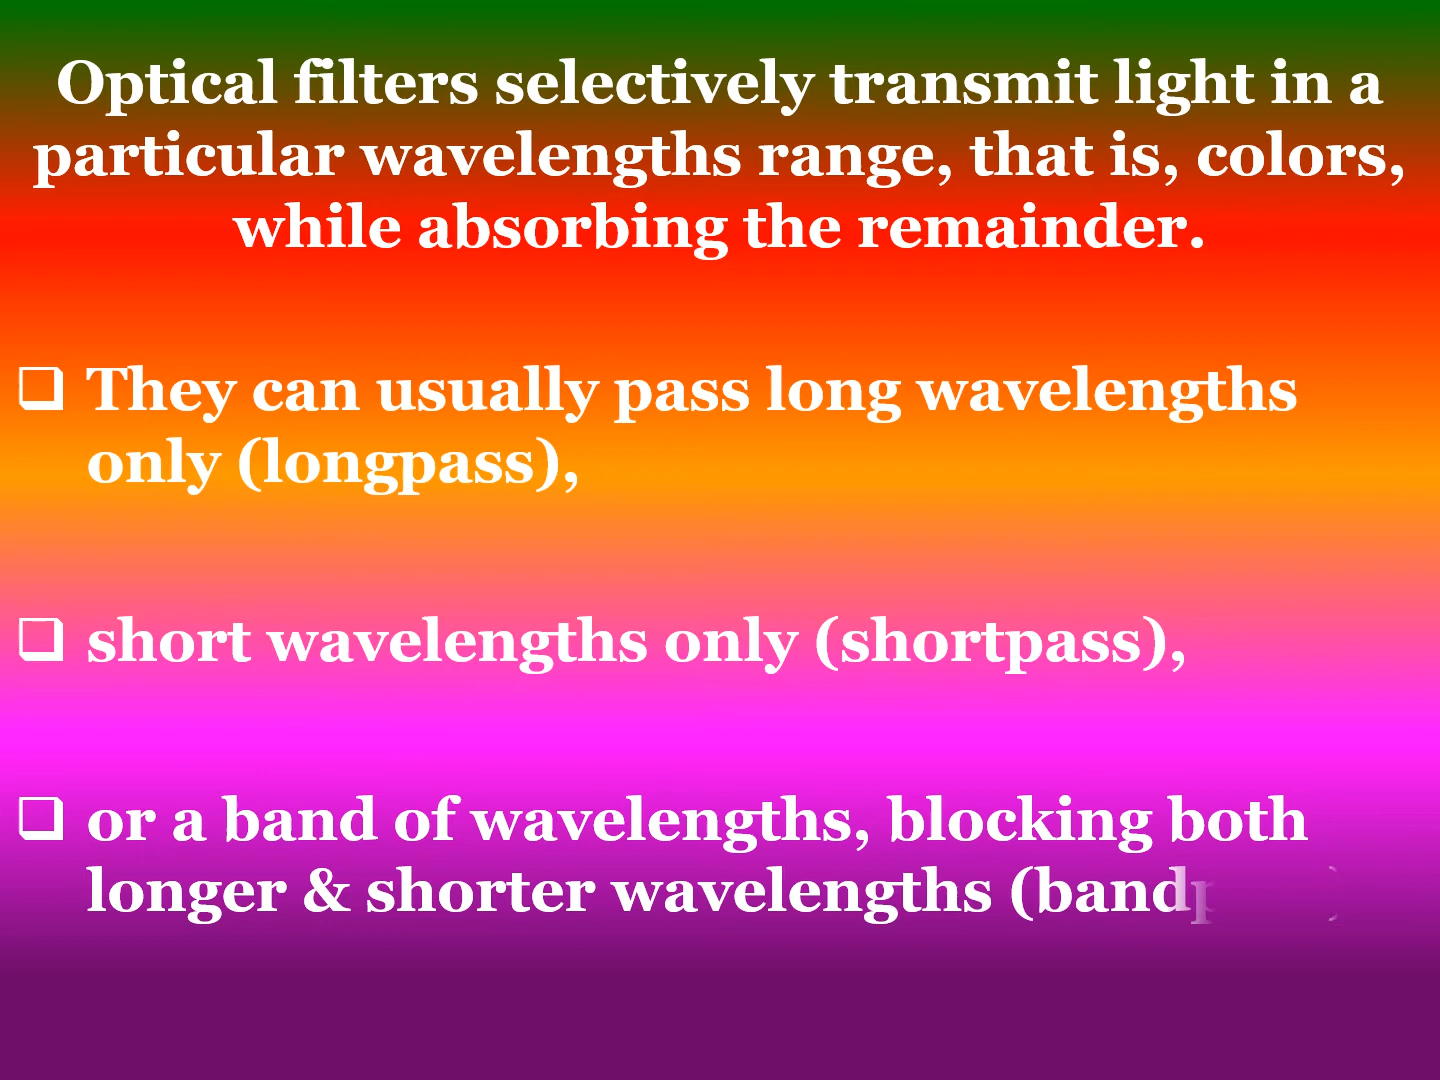 Optical filters selectively transmit light in a
particular wavelengths range, that is, colors,
while absorbing the remainder.
❑ They can usually pass long wavelengths
only (longpass),
❑ short wavelengths only (shortpass),
❑ or a band of wavelengths, blocking both
longer & shorter wavelengths